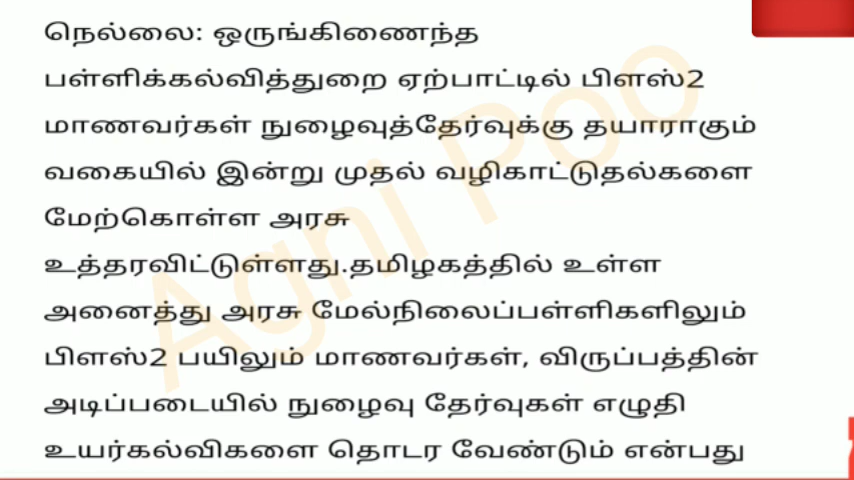 நெல்லை: ஒருங்கிணைந்த
பள்ளிக்கல்வித்துறை ஏற்பாட்டில் பிளஸ்2
மாணவர்கள் நுழைவுத்தேர்வுக்கு தயாராகும்
வகையில் இன்று முதல் வழிகாட்டுதல்களை
மேற்கொள்ள அரசு
உத்தரவிட்டுள்ளது.தமிழகத்தில் உள்ள
அனைத்து அரசு மேல்நிலைப்பள்ளிகளிலும்
பிளஸ்2 பயிலும் மாணவர்கள், விருப்பத்தின்
அடிப்படையில் நுழைவு தேர்வுகள் எழுதி
உயர்கல்விகளை தொடர வேண்டும் என்பது
Agni Poo